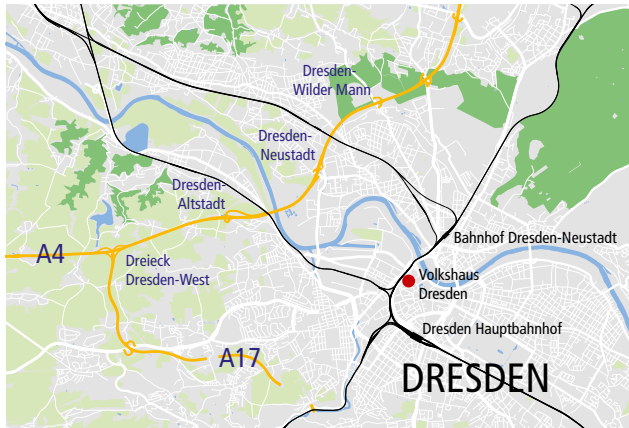 Dresden-
Wilder Mann
Dresden-
Neustadt
Dresden-
Altstadt
Bahnhof Dresden-Neustadt
A4
Dreieck
Dresden-West
Volkshaus
Dresden
Dresden Hauptbahnhof
A17
DRESDEN